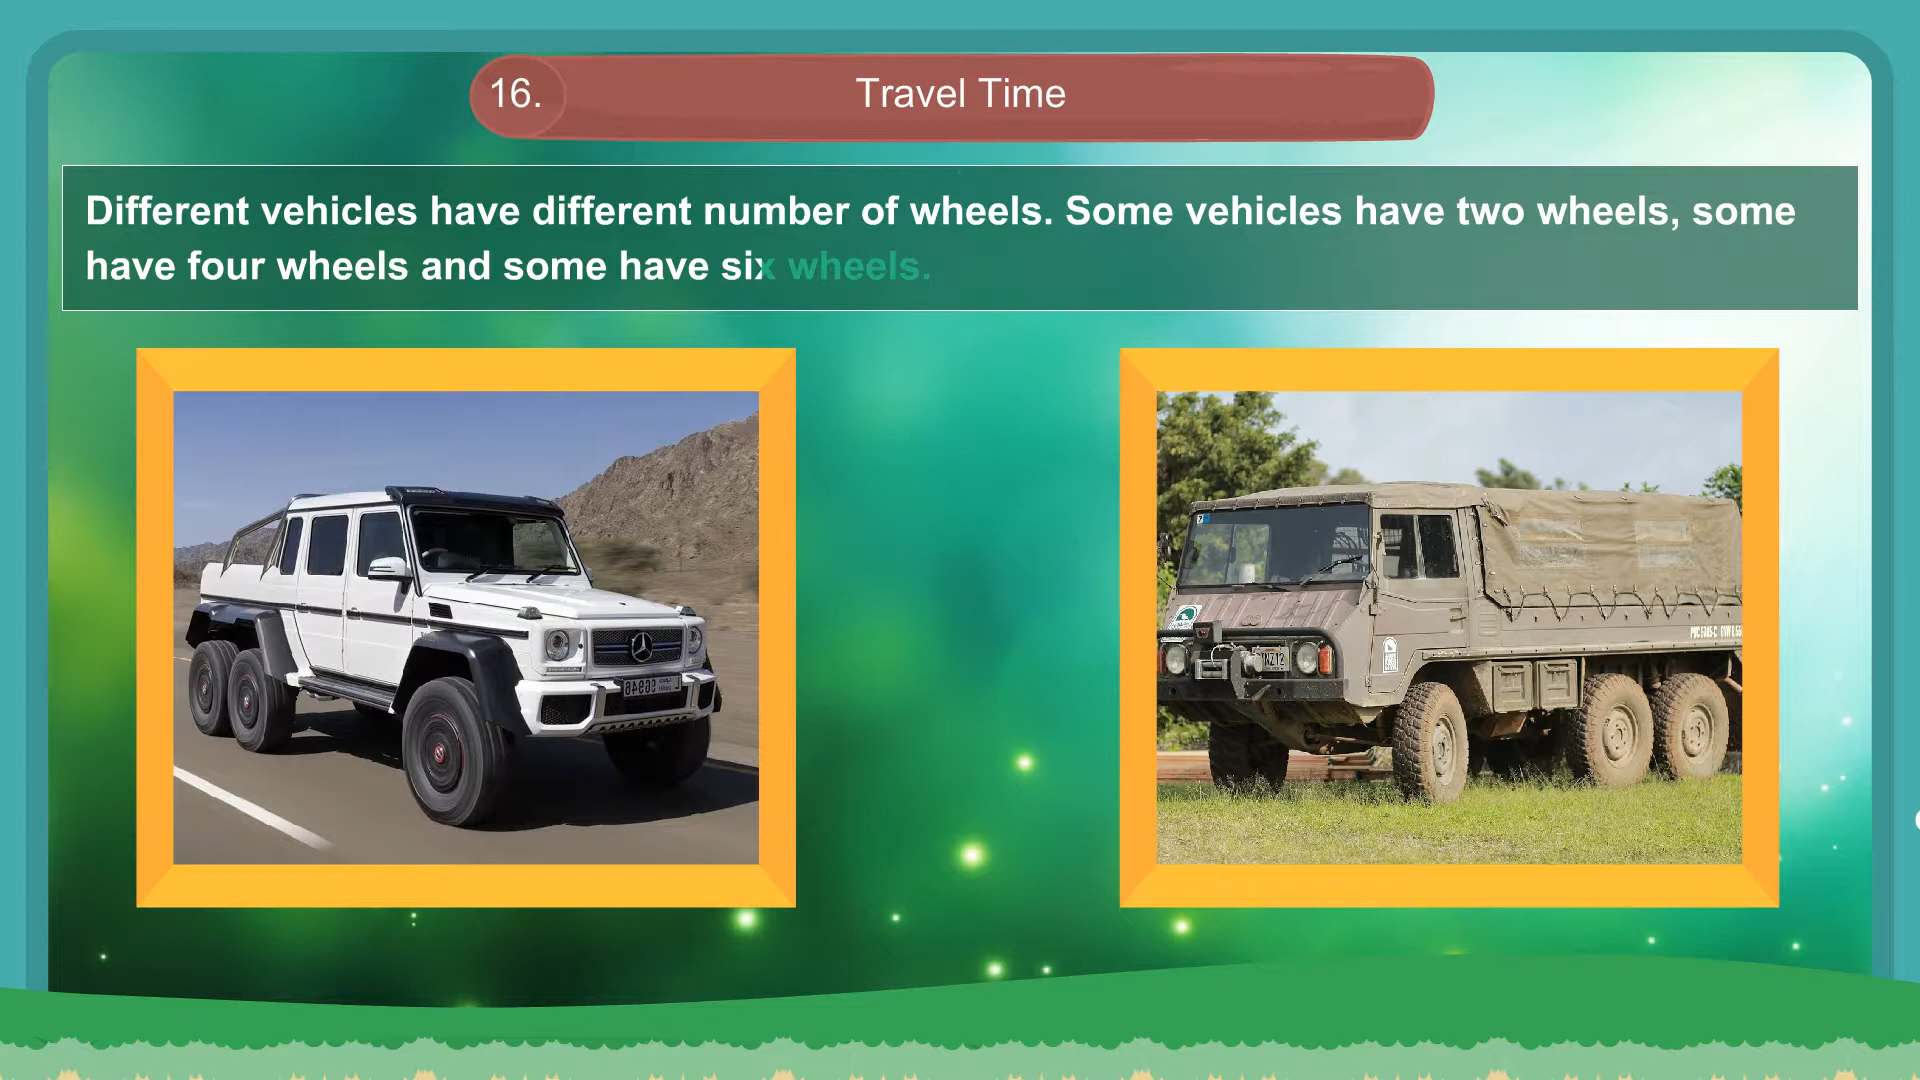 16.
Travel Time
Different vehicles have different number of wheels. Some vehicles have two wheels, some
have four wheels and some have six wheels.